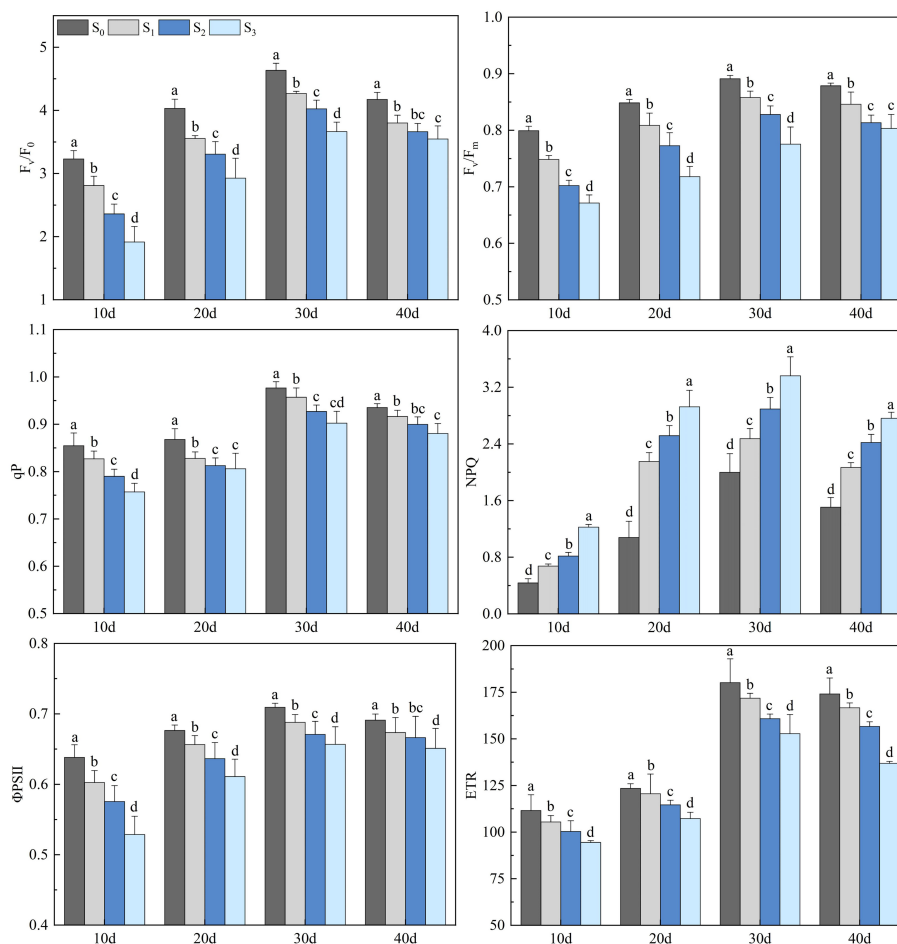 S₀ S₁ S₂ S₃
Fᵥ/F₀
5
4
3
2
1
a b c d
a b c d
a b c d
a b bc c
10d 20d 30d 40d
Fᵥ/Fₘ
1.0
0.9
0.8
0.7
0.6
0.5
a b c d
a b c d
a b c d
a b c c
10d 20d 30d 40d
qP
1.1
1.0
0.9
0.8
0.7
0.6
0.5
a b c d
a b c c
a b c cd
a b bc c
10d 20d 30d 40d
NPQ
4.0
3.2
2.4
1.6
0.8
0.0
d c b a
d c b a
d c b a
d c b a
10d 20d 30d 40d
ΦPSII
0.8
0.7
0.6
0.5
0.4
a b c d
a b c d
a b c d
a b bc d
10d 20d 30d 40d
ETR
200
175
150
125
100
75
50
a b c d
a b c d
a b c d
a b c d
10d 20d 30d 40d